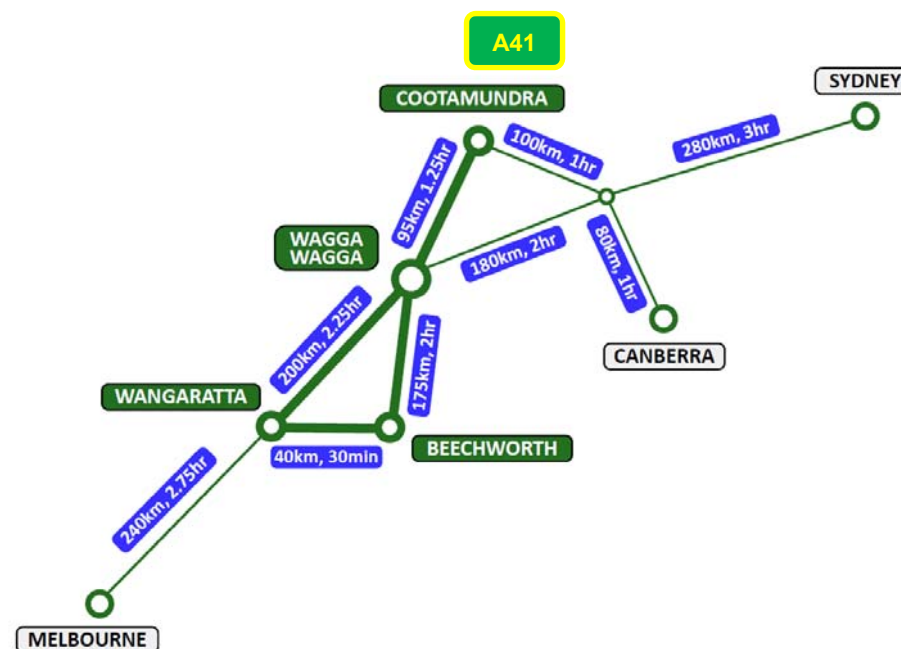 A41
SYDNEY
COOTAMUNDRA
100km, 1hr
280km, 3hr
95km, 1.25hr
WAGGA
WAGGA
180km, 2hr
80km, 1hr
200km, 2.25hr
CANBERRA
175km, 2hr
WANGARATTA
BEECHWORTH
40km, 30min
240km, 2.75hr
MELBOURNE